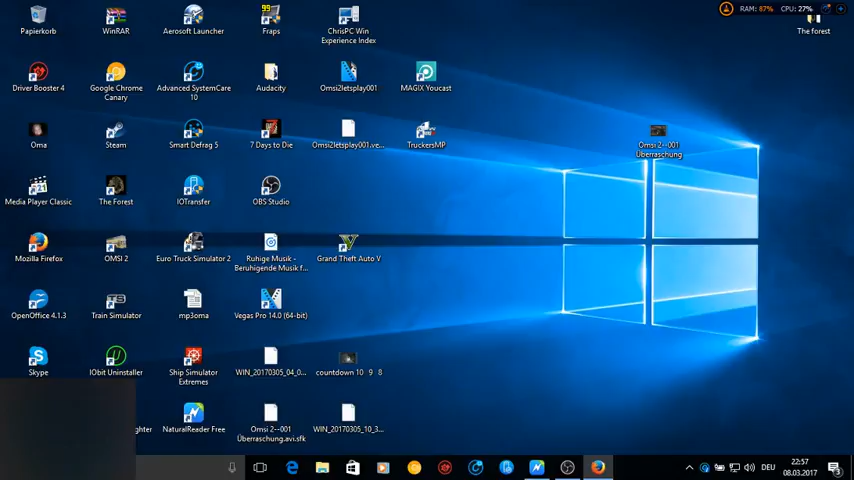 RAM: 87% CPU: 27%
Papierkorb
WinRAR
Aerosoft Launcher
99
Fraps
ChrisPC Win
Experience Index
The forest
Driver Booster 4
Google Chrome
Canary
Advanced SystemCare
10
Audacity
Omsi2letsplay001
MAGIX Youcast
Oma
Steam
Smart Defrag 5
7 Days to Die
Omsi2letsplay001.ve...
TruckersMP
Omsi 2--001
Überraschung
Media Player Classic
The Forest
IOTransfer
OBS Studio
Mozilla Firefox
OMSI 2
Euro Truck Simulator 2
Ruhige Musik -
Beruhigende Musik f...
Grand Theft Auto V
OpenOffice 4.1.3
Train Simulator
mp3oma
Vegas Pro 14.0 (64-bit)
Skype
IObit Uninstaller
Ship Simulator
Extremes
WIN_20170305_04_0...
countdown 10 9 8
ghter
NaturalReader Free
Omsi 2--001
Überraschung.avi.sfk
WIN_20170305_10_3...
DEU
22:57
08.03.2017
3